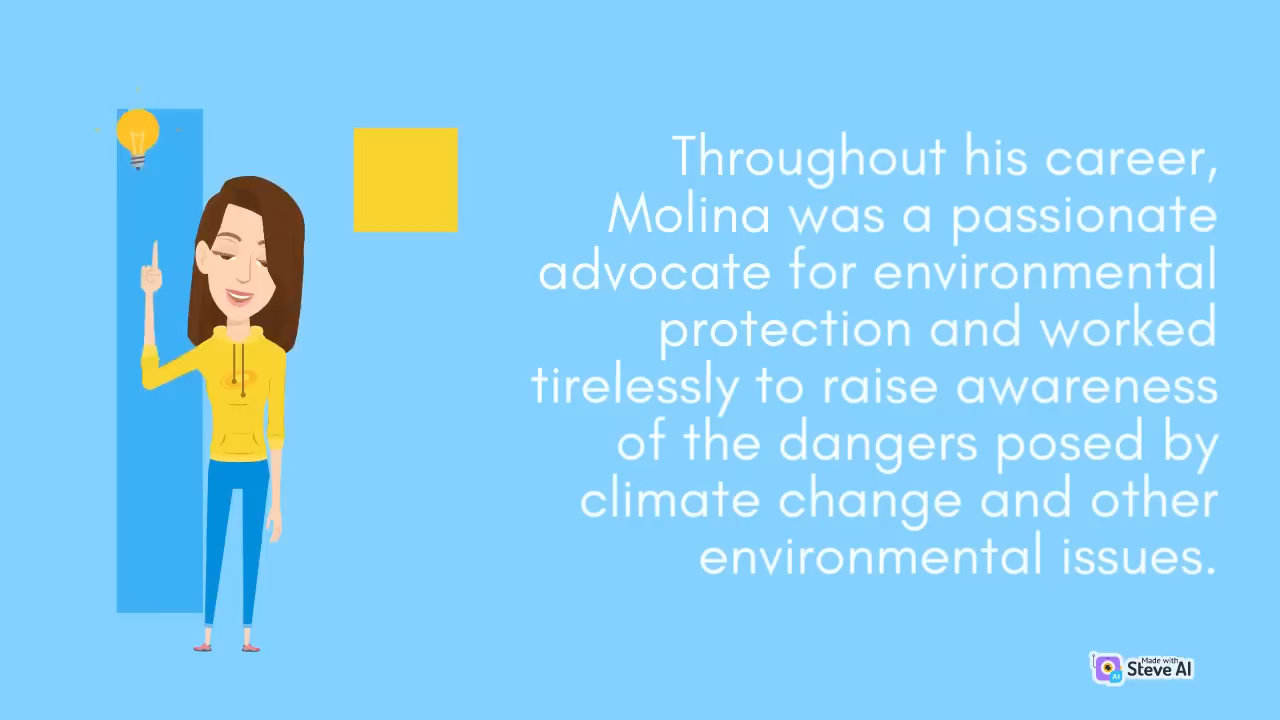 Throughout his career,
Molina was a passionate
advocate for environmental
protection and worked
tirelessly to raise awareness
of the dangers posed by
climate change and other
environmental issues.
Made with
Steve AI
AI